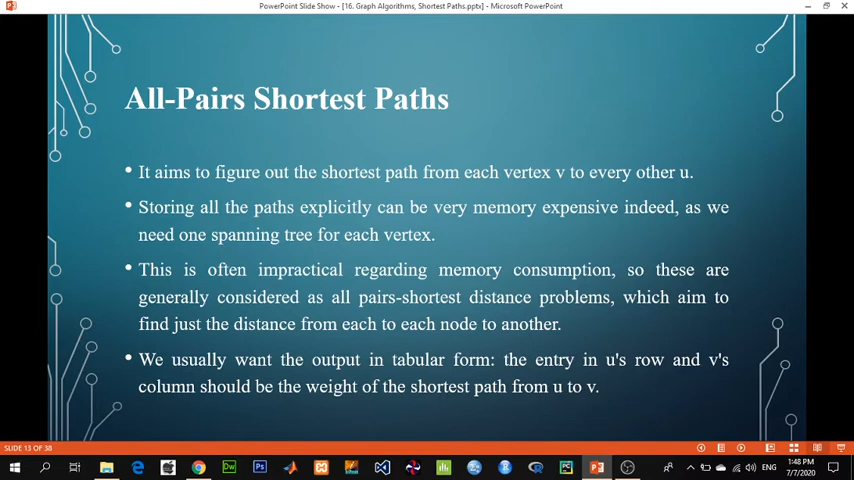 PowerPoint Slide Show - [16. Graph Algorithms, Shortest Paths.pptx] - Microsoft PowerPoint
All-Pairs Shortest Paths
• It aims to figure out the shortest path from each vertex v to every other u.
• Storing all the paths explicitly can be very memory expensive indeed, as we
need one spanning tree for each vertex.
• This is often impractical regarding memory consumption, so these are
generally considered as all pairs-shortest distance problems, which aim to
find just the distance from each to each node to another.
• We usually want the output in tabular form: the entry in u's row and v's
column should be the weight of the shortest path from u to v.
SLIDE 13 OF 38
Dw
Ps
PC
ENG
1:48 PM
7/7/2020